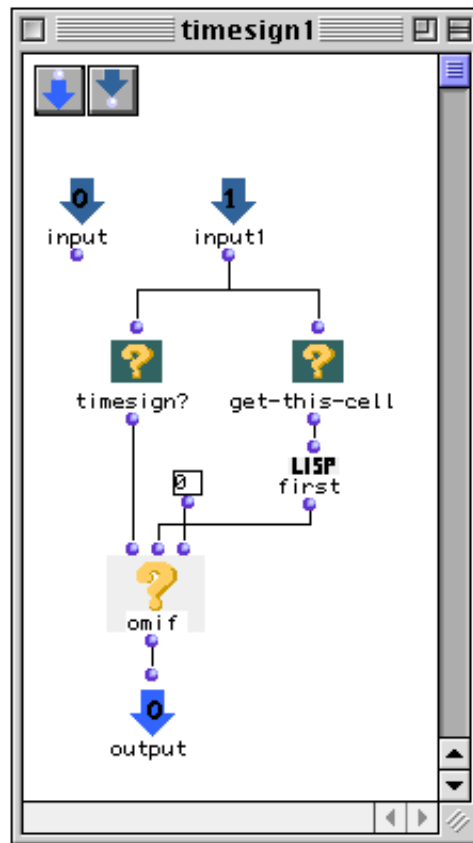 timesign1
0 1
input input1
timesign? get-this-cell
LISP
0 first
omif
0
output